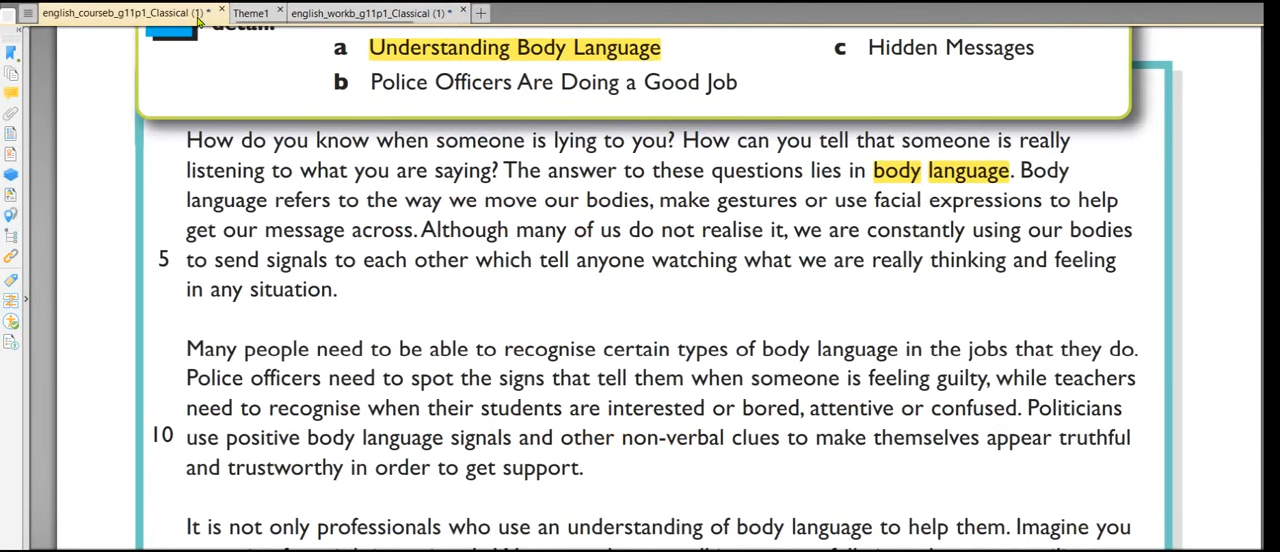 english_courseb_g11p1_Classical (1) * Theme1 english_workb_g11p1_Classical (1) *
detail.
a Understanding Body Language c Hidden Messages
b Police Officers Are Doing a Good Job
How do you know when someone is lying to you? How can you tell that someone is really
listening to what you are saying? The answer to these questions lies in body language. Body
language refers to the way we move our bodies, make gestures or use facial expressions to help
get our message across. Although many of us do not realise it, we are constantly using our bodies
5 to send signals to each other which tell anyone watching what we are really thinking and feeling
in any situation.
Many people need to be able to recognise certain types of body language in the jobs that they do.
Police officers need to spot the signs that tell them when someone is feeling guilty, while teachers
need to recognise when their students are interested or bored, attentive or confused. Politicians
10 use positive body language signals and other non-verbal clues to make themselves appear truthful
and trustworthy in order to get support.
It is not only professionals who use an understanding of body language to help them. Imagine you